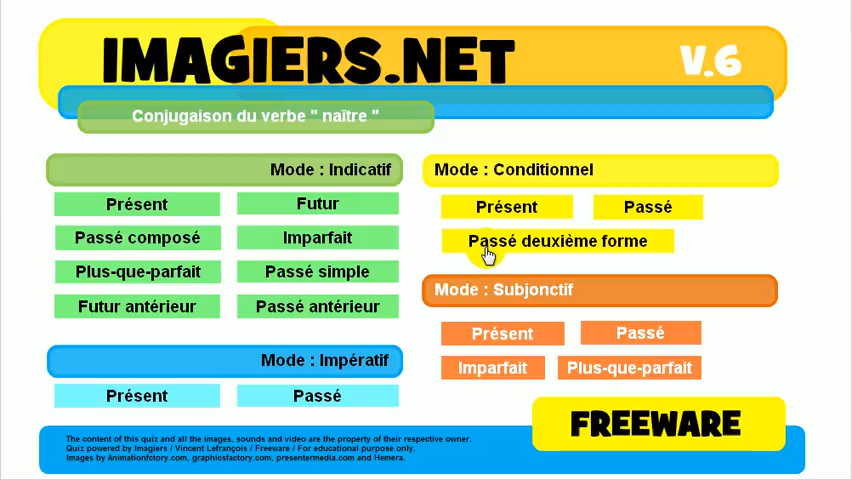 IMAGIERS.NET
V.6
Conjugaison du verbe " naître "
Mode : Indicatif
Présent
Futur
Passé composé
Imparfait
Plus-que-parfait
Passé simple
Futur antérieur
Passé antérieur
Mode : Impératif
Présent
Passé
Mode : Conditionnel
Présent
Passé
Passé deuxième forme
Mode : Subjonctif
Présent
Passé
Imparfait
Plus-que-parfait
FREEWARE
The content of this quiz and all the images, sounds and video are the property of their respective owner.
Quiz powered by Imagiers / Vincent Lefrançois / Freeware / For educational purpose only.
Images by Animationfctory.com, graphicsfactory.com, presentermedia.com and Hemera.